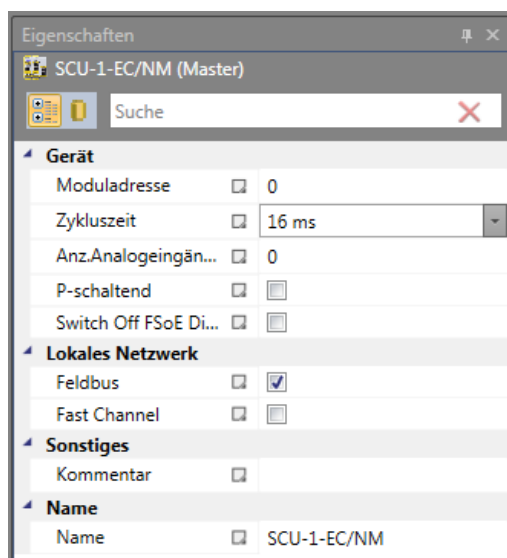 Eigenschaften
SCU-1-EC/NM (Master)
Suche
Gerät
Moduladresse 0
Zykluszeit 16 ms
Anz.Analogeingän... 0
P-schaltend
Switch Off FSoE Di...
Lokales Netzwerk
Feldbus
Fast Channel
Sonstiges
Kommentar
Name
Name SCU-1-EC/NM